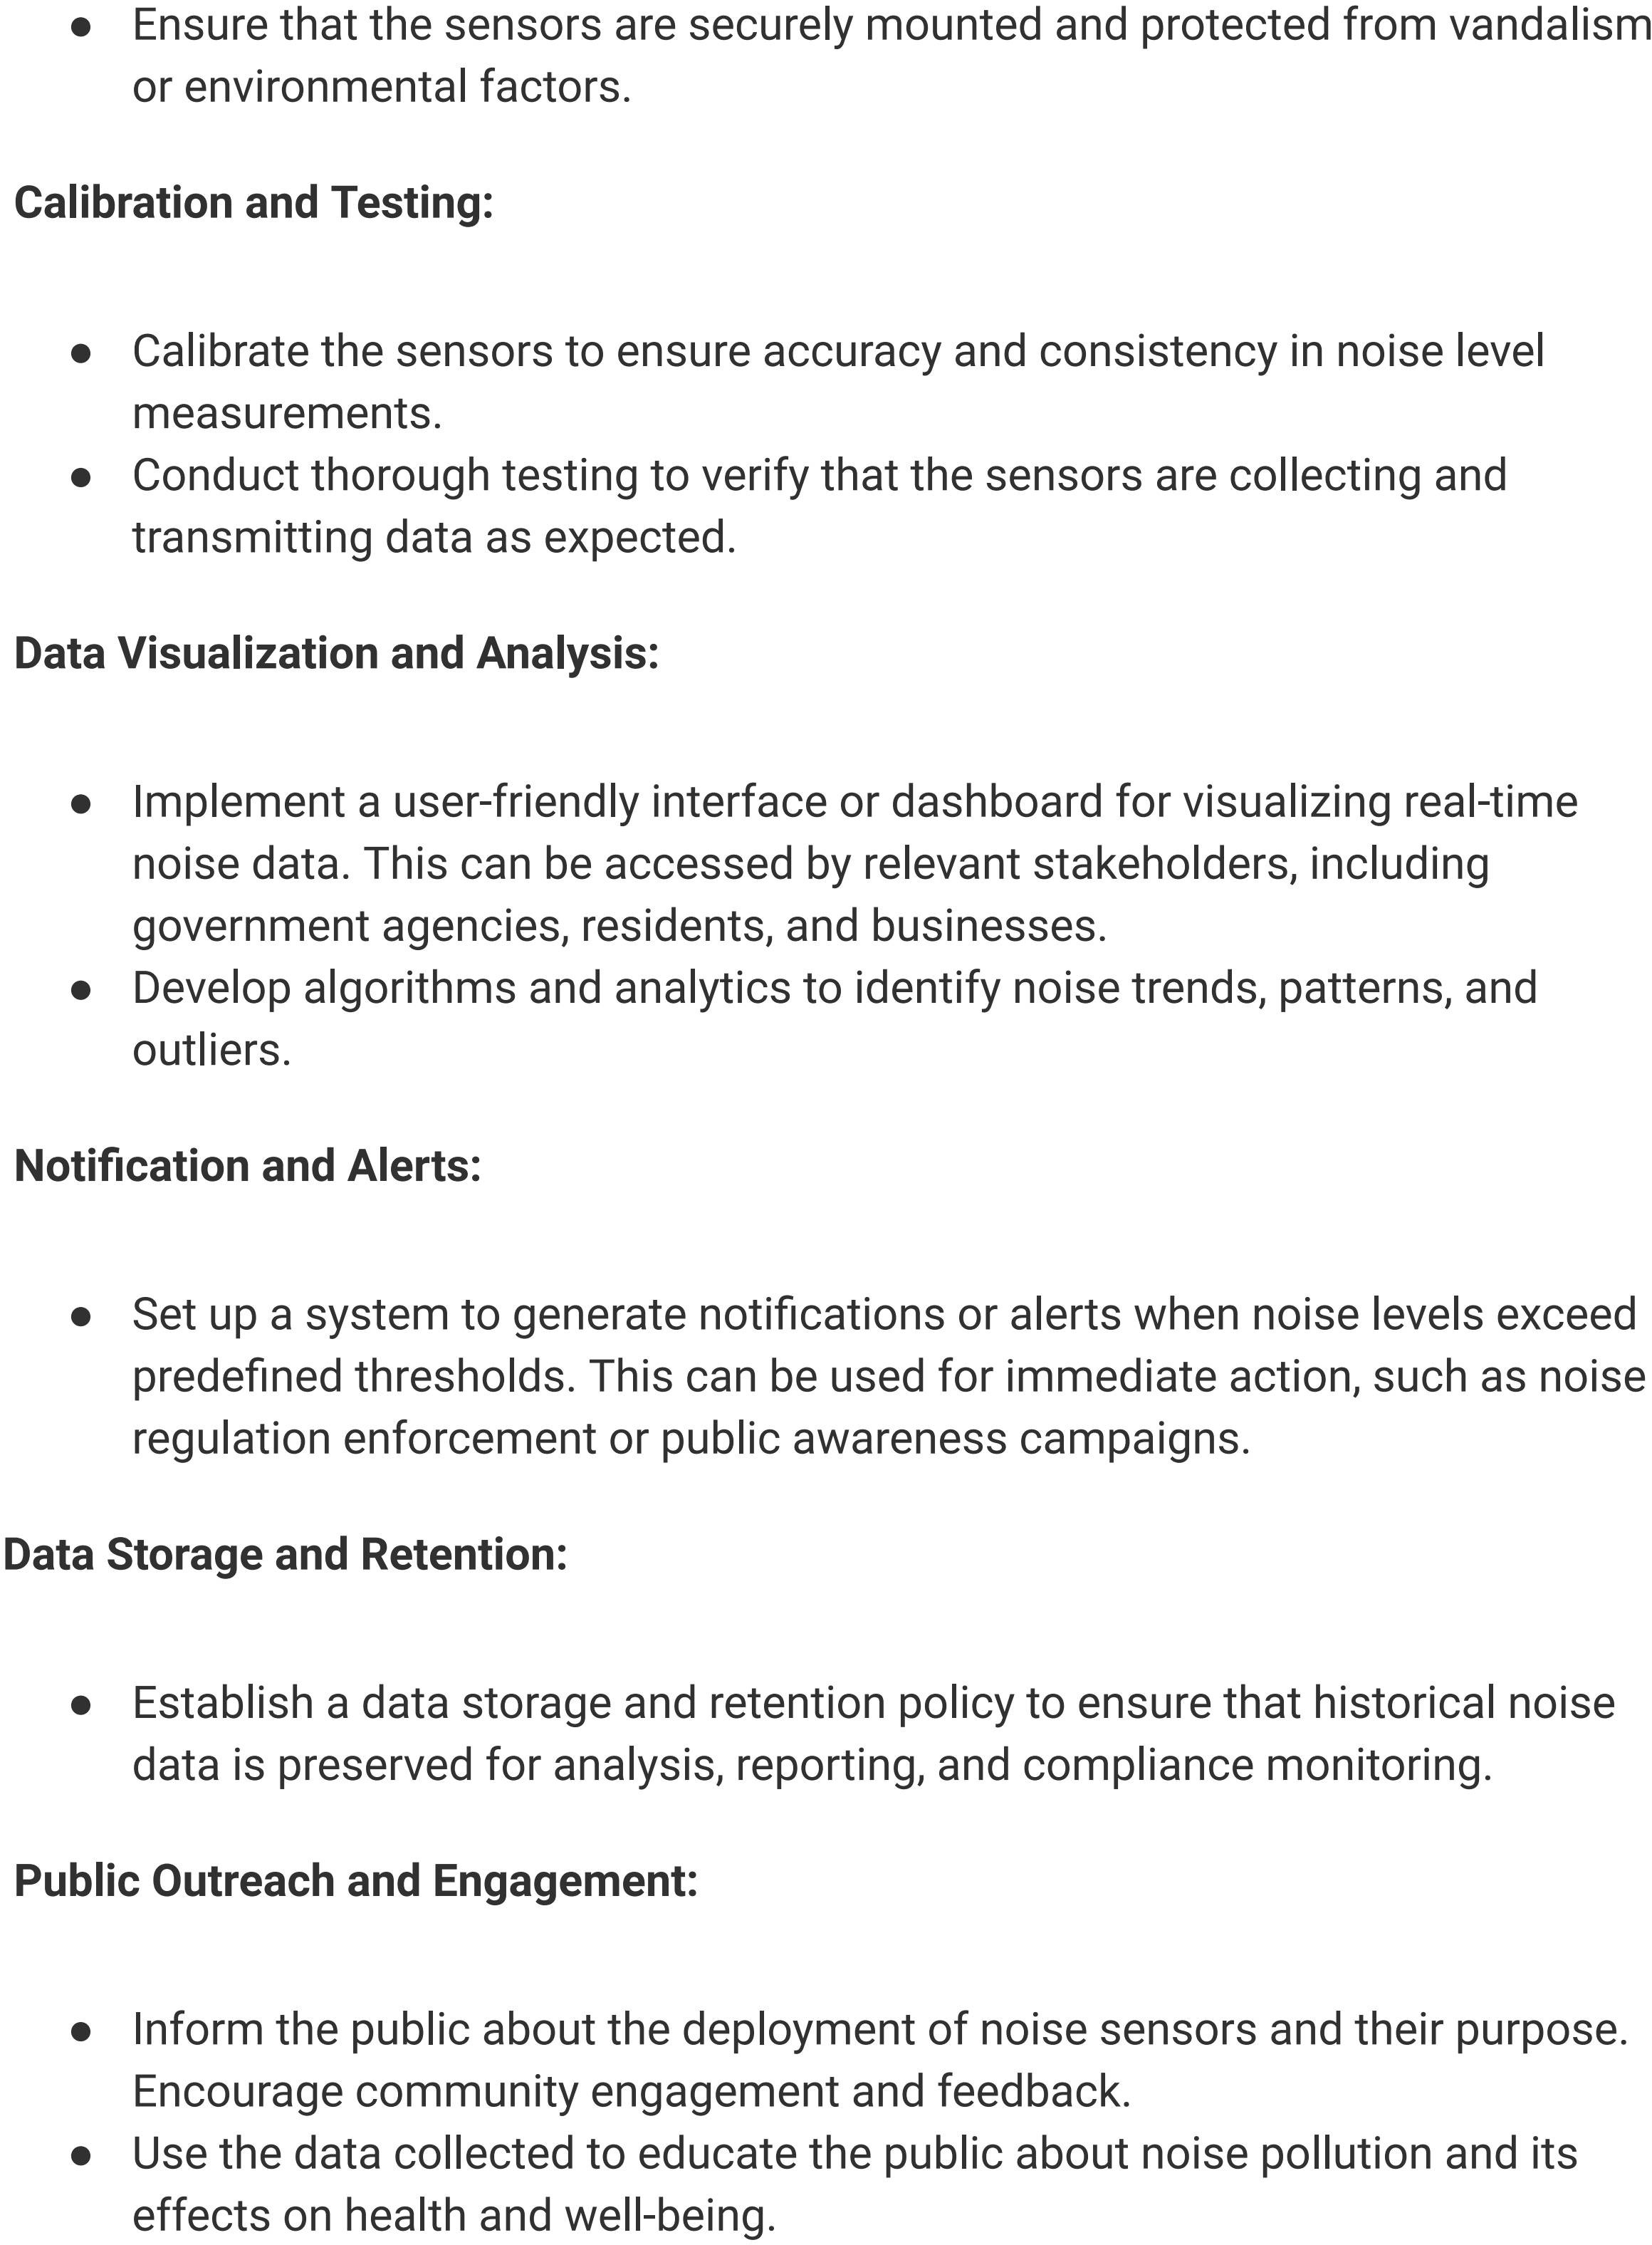 ● Ensure that the sensors are securely mounted and protected from vandalism
or environmental factors.
Calibration and Testing:
● Calibrate the sensors to ensure accuracy and consistency in noise level
measurements.
● Conduct thorough testing to verify that the sensors are collecting and
transmitting data as expected.
Data Visualization and Analysis:
● Implement a user-friendly interface or dashboard for visualizing real-time
noise data. This can be accessed by relevant stakeholders, including
government agencies, residents, and businesses.
● Develop algorithms and analytics to identify noise trends, patterns, and
outliers.
Notification and Alerts:
● Set up a system to generate notifications or alerts when noise levels exceed
predefined thresholds. This can be used for immediate action, such as noise
regulation enforcement or public awareness campaigns.
Data Storage and Retention:
● Establish a data storage and retention policy to ensure that historical noise
data is preserved for analysis, reporting, and compliance monitoring.
Public Outreach and Engagement:
● Inform the public about the deployment of noise sensors and their purpose.
Encourage community engagement and feedback.
● Use the data collected to educate the public about noise pollution and its
effects on health and well-being.